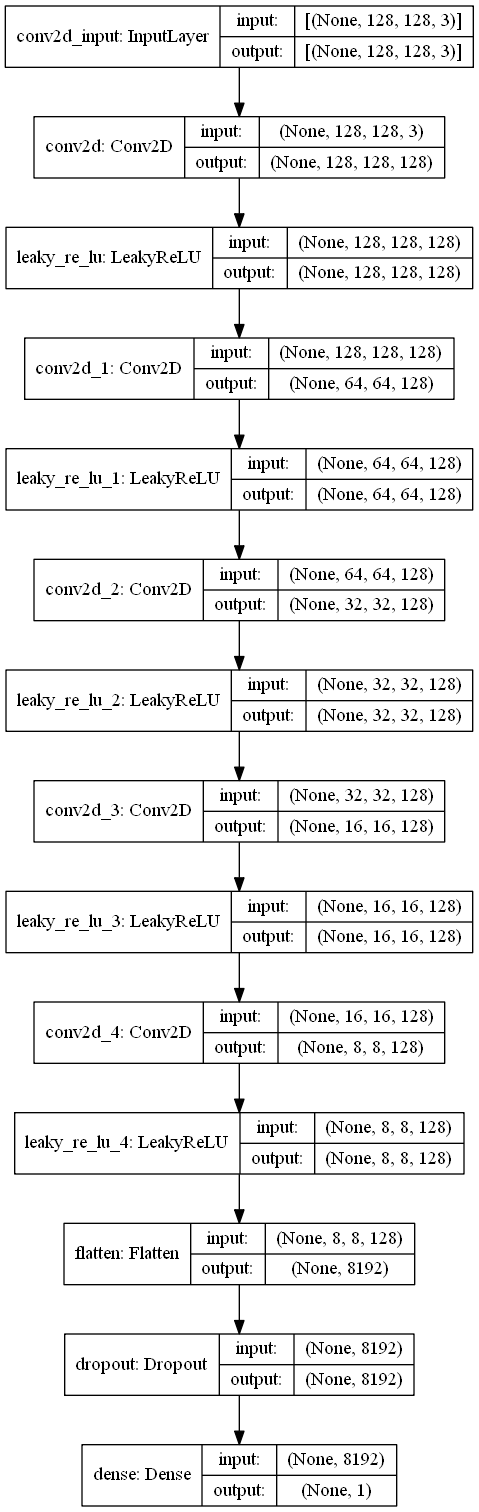 conv2d_input: InputLayer input: [(None, 128, 128, 3)]
output: [(None, 128, 128, 3)]
conv2d: Conv2D input: (None, 128, 128, 3)
output: (None, 128, 128, 128)
leaky_re_lu: LeakyReLU input: (None, 128, 128, 128)
output: (None, 128, 128, 128)
conv2d_1: Conv2D input: (None, 128, 128, 128)
output: (None, 64, 64, 128)
leaky_re_lu_1: LeakyReLU input: (None, 64, 64, 128)
output: (None, 64, 64, 128)
conv2d_2: Conv2D input: (None, 64, 64, 128)
output: (None, 32, 32, 128)
leaky_re_lu_2: LeakyReLU input: (None, 32, 32, 128)
output: (None, 32, 32, 128)
conv2d_3: Conv2D input: (None, 32, 32, 128)
output: (None, 16, 16, 128)
leaky_re_lu_3: LeakyReLU input: (None, 16, 16, 128)
output: (None, 16, 16, 128)
conv2d_4: Conv2D input: (None, 16, 16, 128)
output: (None, 8, 8, 128)
leaky_re_lu_4: LeakyReLU input: (None, 8, 8, 128)
output: (None, 8, 8, 128)
flatten: Flatten input: (None, 8, 8, 128)
output: (None, 8192)
dropout: Dropout input: (None, 8192)
output: (None, 8192)
dense: Dense input: (None, 8192)
output: (None, 1)